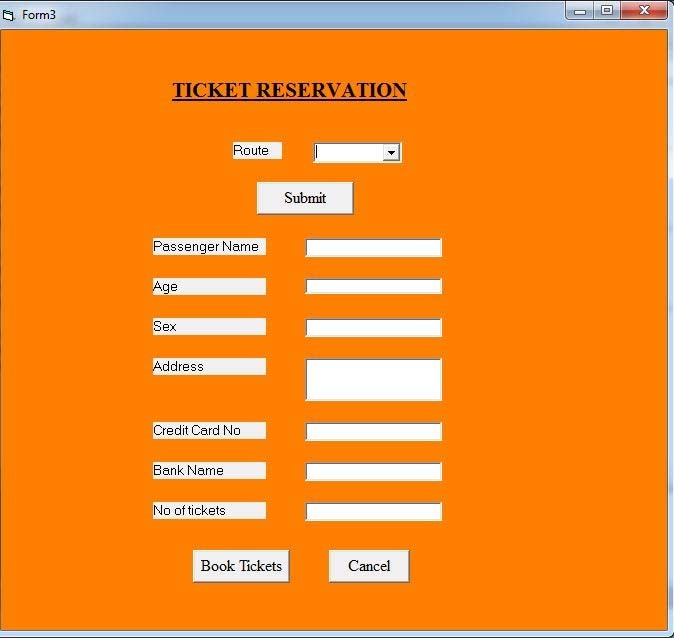 Form3
TICKET RESERVATION
Route
Submit
Passenger Name
Age
Sex
Address
Credit Card No
Bank Name
No of tickets
Book Tickets Cancel